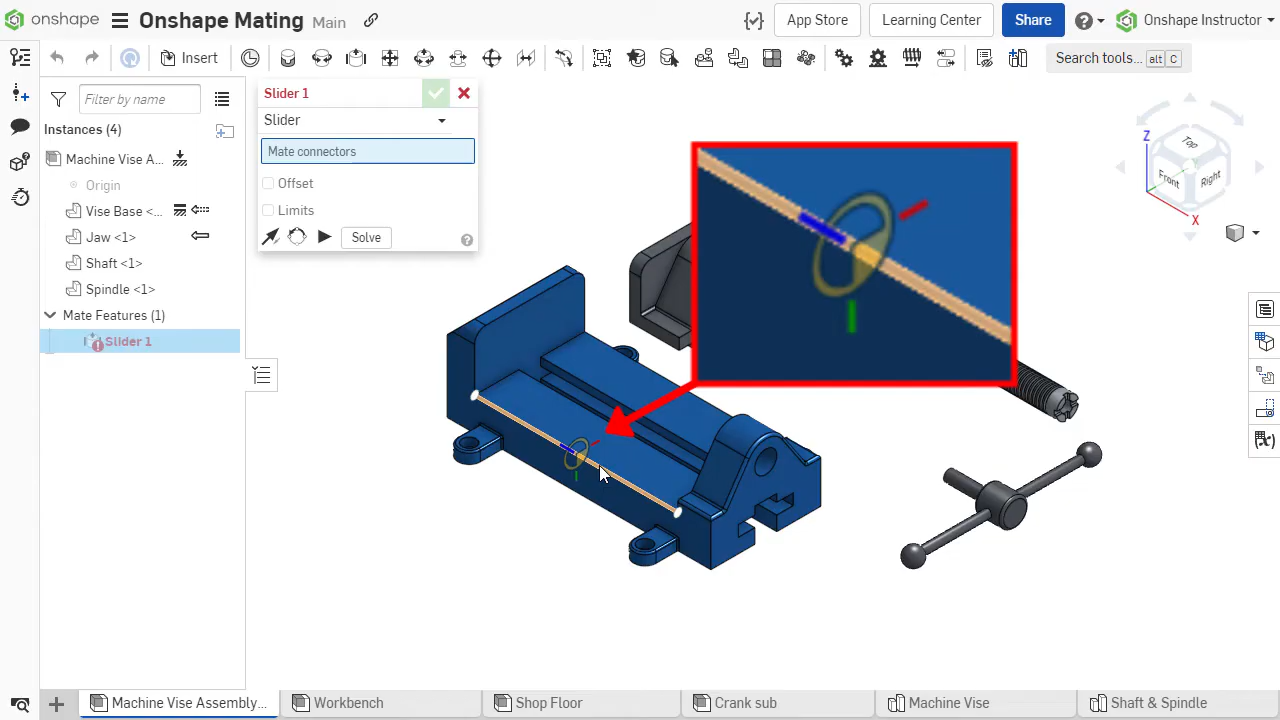 onshape
Onshape Mating
Main
App Store
Learning Center
Share
Onshape Instructor
Insert
Search tools...
alt
C
Filter by name
Instances (4)
Machine Vise A...
Origin
Vise Base <...
Jaw <1>
Shaft <1>
Spindle <1>
Mate Features (1)
Slider 1
Slider 1
Slider
Mate connectors
Offset
Limits
Solve
Z
Top
Front
Right
X
Machine Vise Assembly...
Workbench
Shop Floor
Crank sub
Machine Vise
Shaft & Spindle